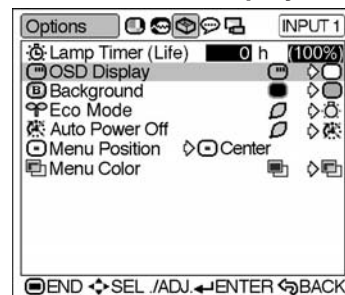 Options INPUT 1
Lamp Timer (Life) 0 h (100%)
OSD Display
B Background
Eco Mode
Auto Power Off
Menu Position Center
Menu Color
END SEL./ADJ. ENTER BACK